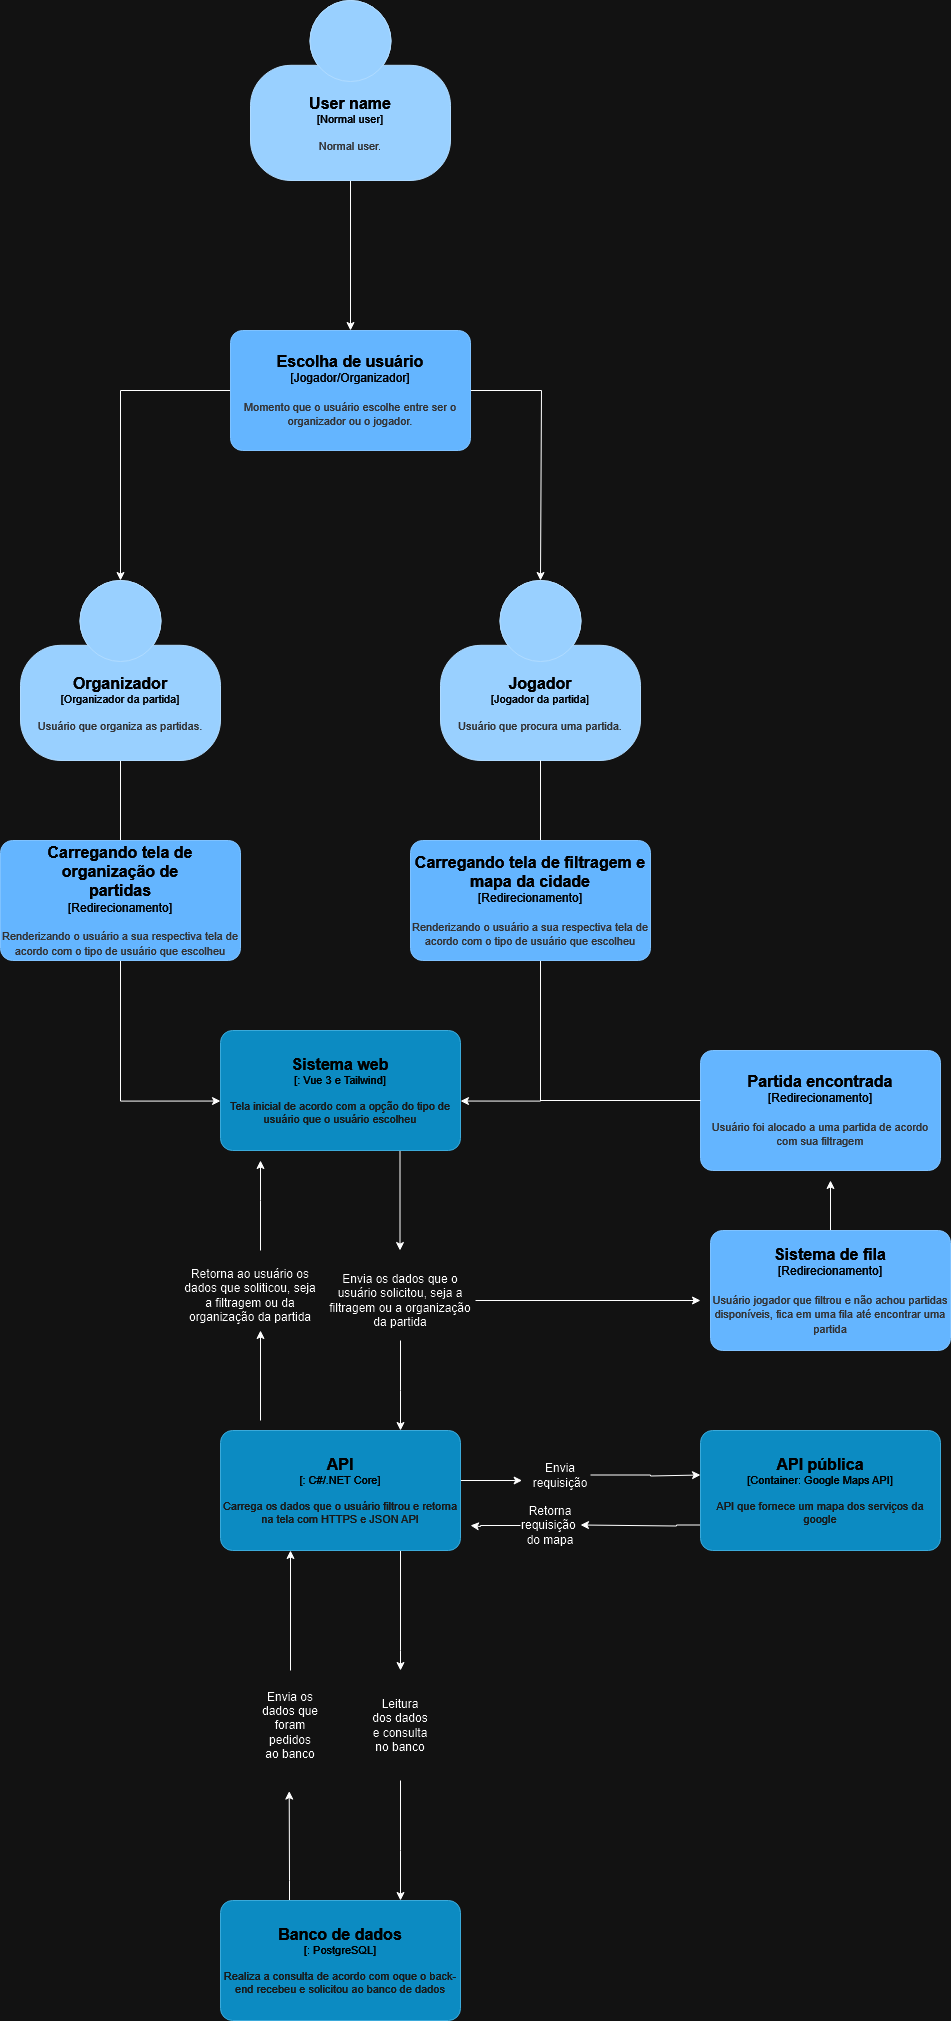 User name
[Normal user]
Normal user.
Escolha de usuário
[Jogador/Organizador]
Momento que o usuário escolhe entre ser o
organizador ou o jogador.
Organizador
[Organizador da partida]
Usuário que organiza as partidas.
Jogador
[Jogador da partida]
Usuário que procura uma partida.
Carregando tela de
organização de
partidas
[Redirecionamento]
Renderizando o usuário a sua respectiva tela de
acordo com o tipo de usuário que escolheu
Carregando tela de filtragem e
mapa da cidade
[Redirecionamento]
Renderizando o usuário a sua respectiva tela de
acordo com o tipo de usuário que escolheu
Sistema web
[: Vue 3 e Tailwind]
Tela inicial de acordo com a opção do tipo de
usuário que o usuário escolheu
Partida encontrada
[Redirecionamento]
Usuário foi alocado a uma partida de acordo
com sua filtragem
Sistema de fila
[Redirecionamento]
Usuário jogador que filtrou e não achou partidas
disponíveis, fica em uma fila até encontrar uma
partida
Retorna ao usuário os
dados que soliticou, seja
a filtragem ou da
organização da partida
Envia os dados que o
usuário solicitou, seja a
filtragem ou a organização
da partida
API
[: C#/.NET Core]
Carrega os dados que o usuário filtrou e retorna
na tela com HTTPS e JSON API
Envia
requisição
Retorna
requisição
do mapa
API pública
[Container: Google Maps API]
API que fornece um mapa dos serviços da
google
Envia os
dados que
foram
pedidos
ao banco
Leitura
dos dados
e consulta
no banco
Banco de dados
[: PostgreSQL]
Realiza a consulta de acordo com oque o back-
end recebeu e solicitou ao banco de dados